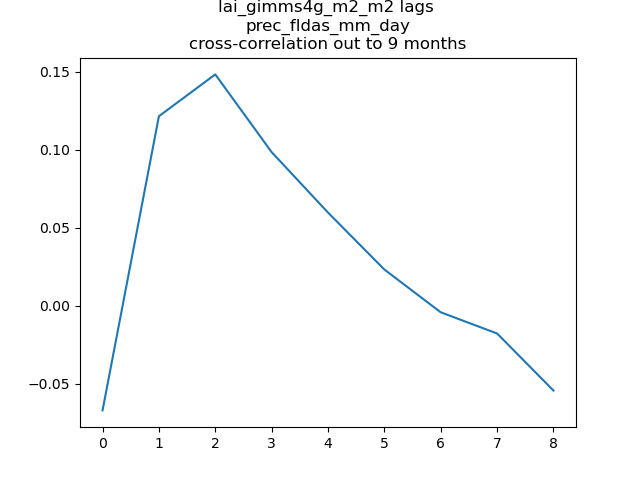 lai_gimms4g_m2_m2 lags
prec_fldas_mm_day
cross-correlation out to 9 months
0.15
0.10
0.05
0.00
−0.05
0 1 2 3 4 5 6 7 8